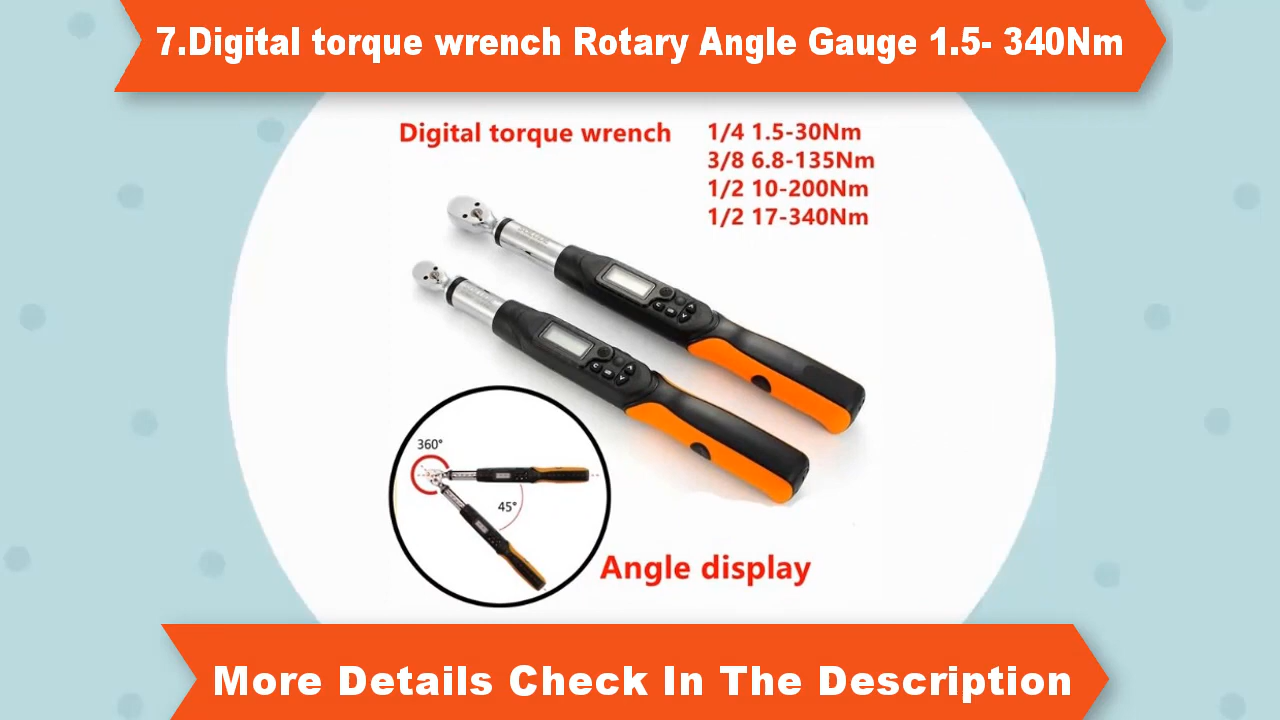 7.Digital torque wrench Rotary Angle Gauge 1.5- 340Nm
Digital torque wrench
1/4 1.5-30Nm
3/8 6.8-135Nm
1/2 10-200Nm
1/2 17-340Nm
360°
45°
Angle display
More Details Check In The Description